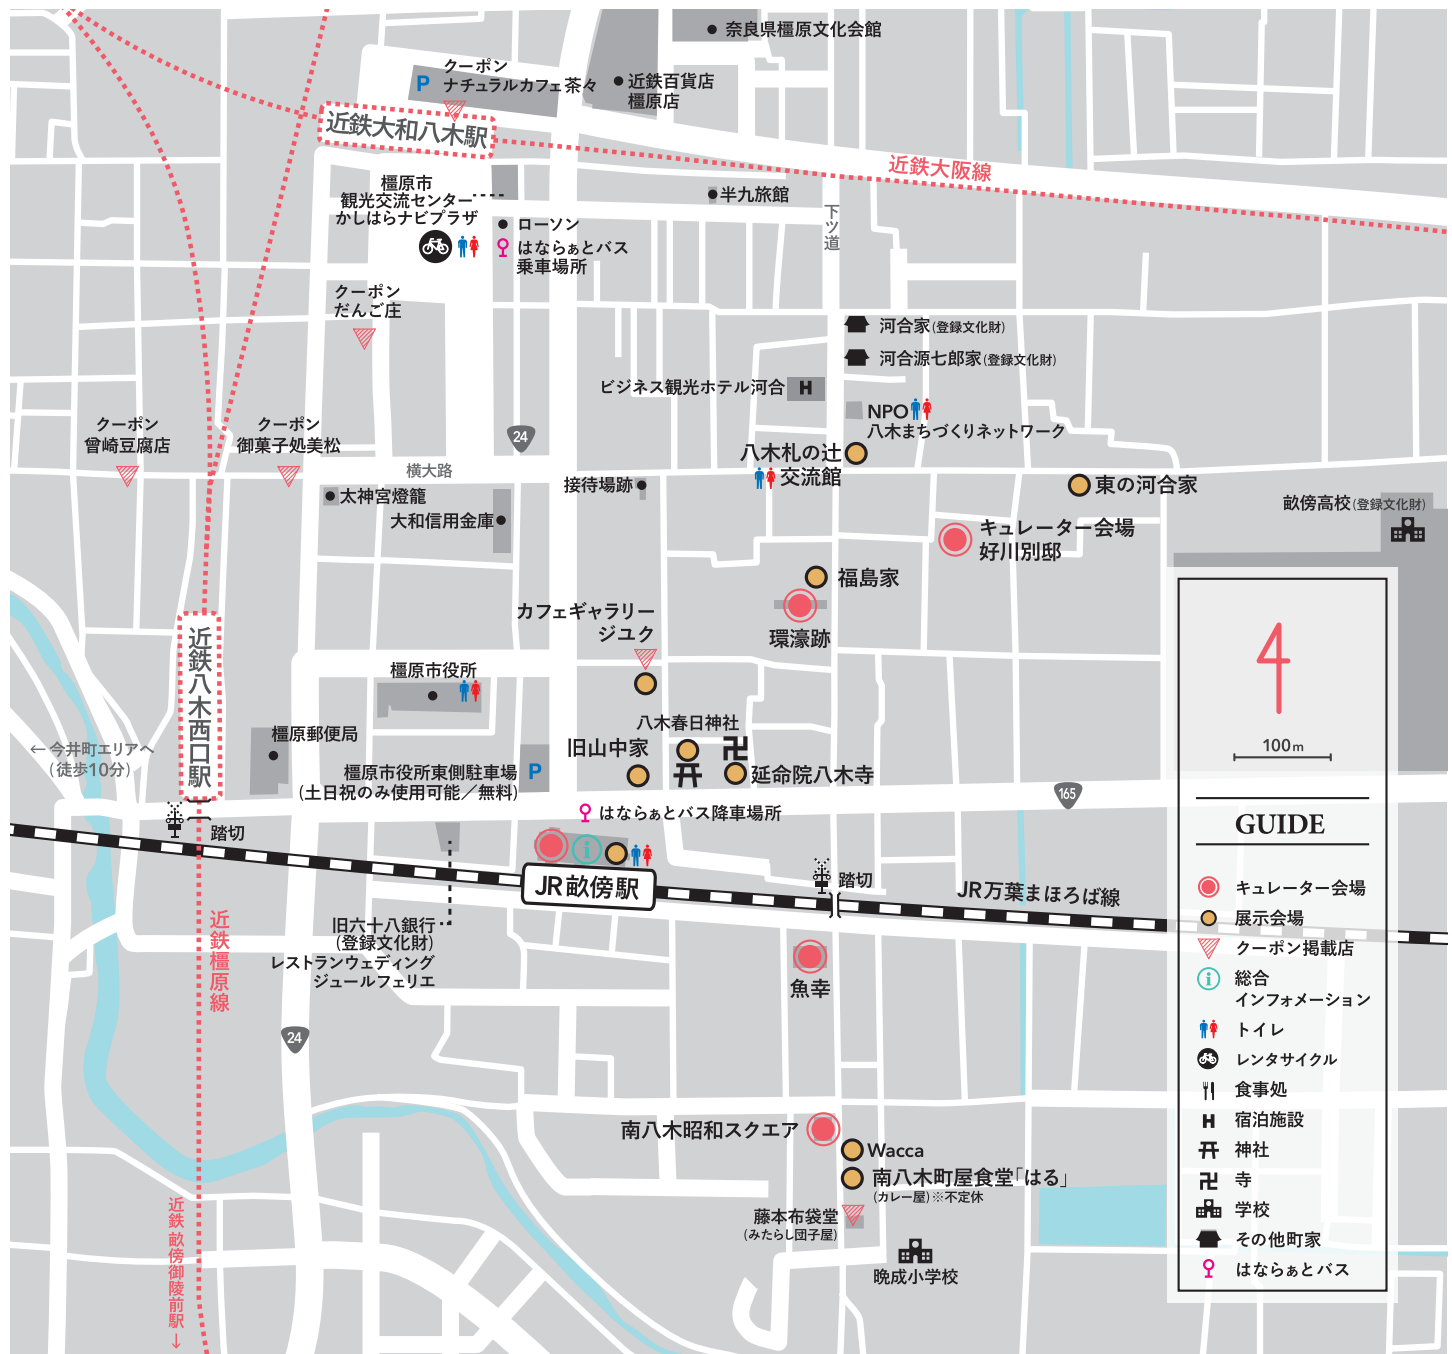 奈良県橿原文化会館
クーポン
ナチュラルカフェ茶々
P
近鉄百貨店
橿原店
近鉄大和八木駅
近鉄大阪線
橿原市
観光交流センター
かしはらナビプラザ
半九旅館
下ツ道
ローソン
はならぁとバス
乗車場所
クーポン
だんご庄
河合家(登録文化財)
河合源七郎家(登録文化財)
ビジネス観光ホテル河合
H
NPO
八木まちづくりネットワーク
クーポン
曾崎豆腐店
クーポン
御菓子処美松
24
横大路
八木札の辻
交流館
接待場跡
太神宮燈籠
大和信用金庫
東の河合家
畝傍高校(登録文化財)
キュレーター会場
好川別邸
福島家
環濠跡
カフェギャラリー
ジユク
近鉄八木西口駅
橿原市役所
八木春日神社
旧山中家
延命院八木寺
橿原郵便局
←今井町エリアへ
(徒歩10分)
橿原市役所東側駐車場
(土日祝のみ使用可能／無料)
P
165
はならぁとバス降車場所
踏切
i
JR畝傍駅
踏切
JR万葉まほろば線
近鉄橿原線
旧六十八銀行
(登録文化財)
レストランウェディング
ジュールフェリエ
魚幸
24
南八木昭和スクエア
Wacca
南八木町屋食堂「はる」
(カレー屋)※不定休
藤本布袋堂
(みたらし団子屋)
晩成小学校
近鉄 畝傍御陵前駅→
4
100m
GUIDE
キュレーター会場
展示会場
クーポン掲載店
i
総合
インフォメーション
トイレ
レンタサイクル
食事処
H
宿泊施設
神社
寺
学校
その他町家
はならぁとバス